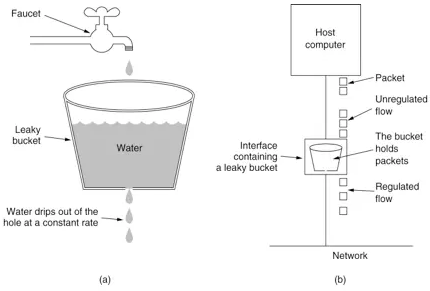 Faucet
Leaky
bucket
Water
Water drips out of the
hole at a constant rate
(a)
Host
computer
Packet
Unregulated
flow
Interface
containing
a leaky bucket
The bucket
holds
packets
Regulated
flow
Network
(b)